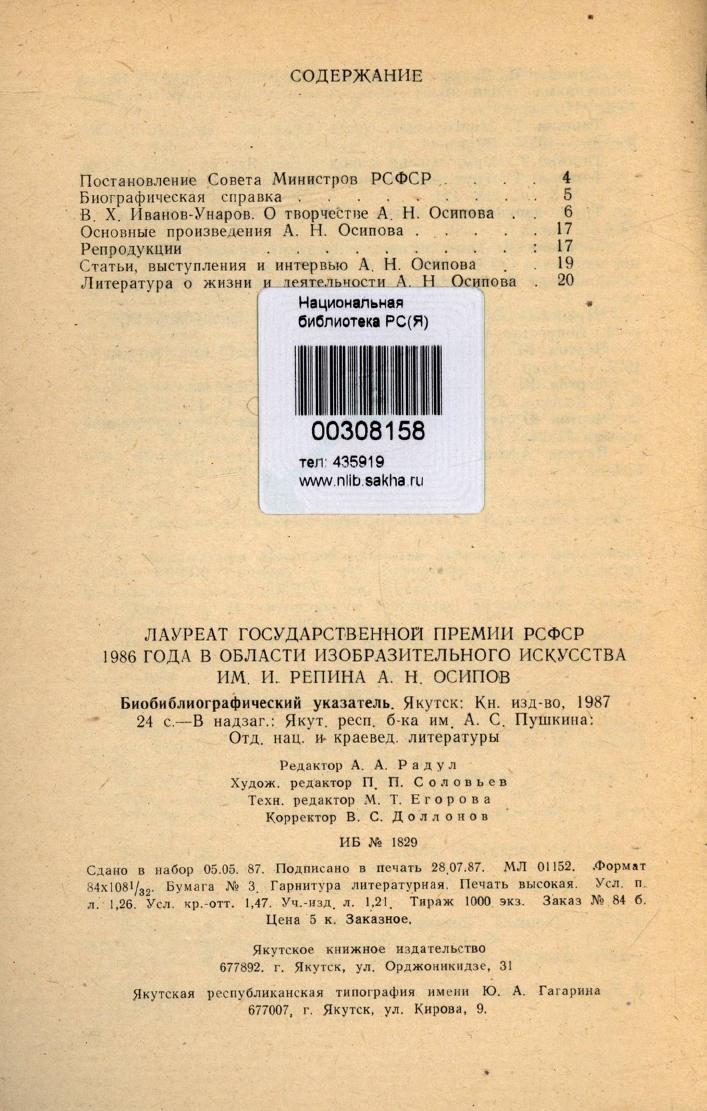 СОДЕРЖАНИЕ
Постановление Совета Министров РСФСР . . . . 4
Биографическая справка . . . . . . . . . 5
В. Х. Иванов-Унаров. О творчестве А. Н. Осипова . . 6
Основные произведения А. Н. Осипова . . . . . 17
Репродукции . . . . . . . . . . : 17
Статьи, выступления и интервью А. Н. Осипова . . 19
Литература о жизни и деятельности А. Н Осипова . 20
Национальная
библиотека РС(Я)
00308158
тел: 435919
www.nlib.sakha.ru
ЛАУРЕАТ ГОСУДАРСТВЕННОЙ ПРЕМИИ РСФСР
1986 ГОДА В ОБЛАСТИ ИЗОБРАЗИТЕЛЬНОГО ИСКУССТВА
ИМ. И. РЕПИНА А. Н. ОСИПОВ
Биобиблиографический указатель. Якутск: Кн. изд-во, 1987
24 с.—В надзаг.: Якут. респ. б-ка им. А. С. Пушкина:
Отд. нац. и краевед. литературы
Редактор А. А. Радул
Худож. редактор П. П. Соловьев
Техн. редактор М. Т. Егорова
Корректор В. С. Доллонов
ИБ № 1829
Сдано в набор 05.05. 87. Подписано в печать 28.07.87. МЛ 01152. Формат
84х108¹/₃₂. Бумага № 3. Гарнитура литературная. Печать высокая. Усл. п.
л. 1,26. Усл. кр.-отт. 1,47. Уч.-изд. л. 1,21. Тираж 1000 экз. Заказ № 84 б.
Цена 5 к. Заказное.
Якутское книжное издательство
677892. г. Якутск, ул. Орджоникидзе, 31
Якутская республиканская типография имени Ю. А. Гагарина
677007, г. Якутск, ул. Кирова, 9.